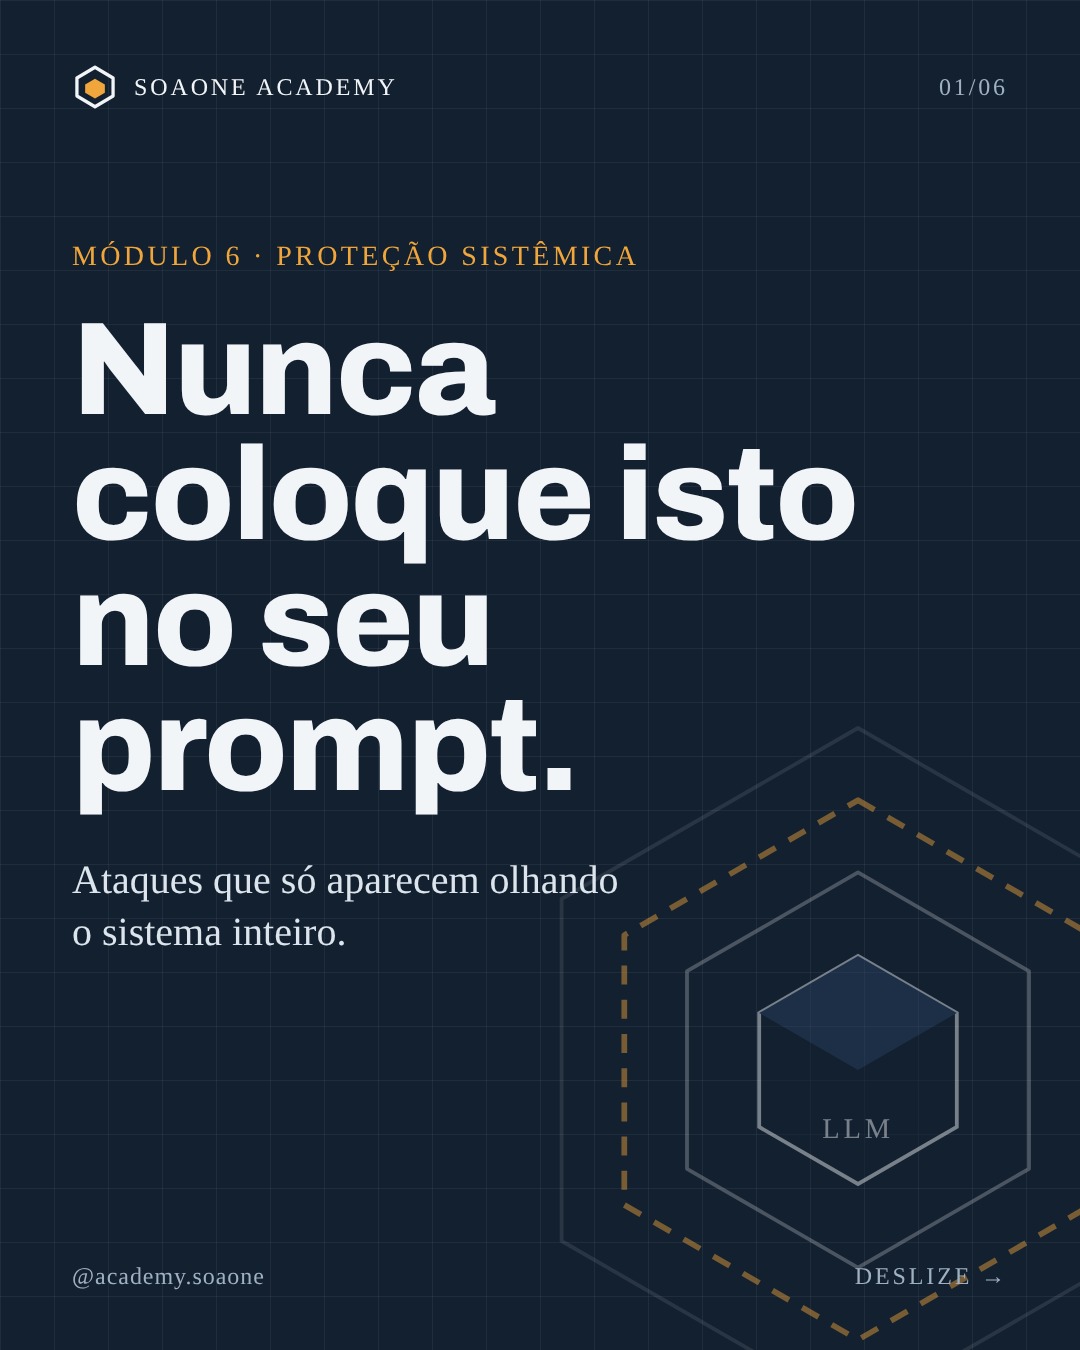 SOAONE ACADEMY
01/06
MÓDULO 6 · PROTEÇÃO SISTÊMICA
Nunca
coloque isto
no seu
prompt.
Ataques que só aparecem olhando
o sistema inteiro.
LLM
@academy.soaone
DESLIZE →